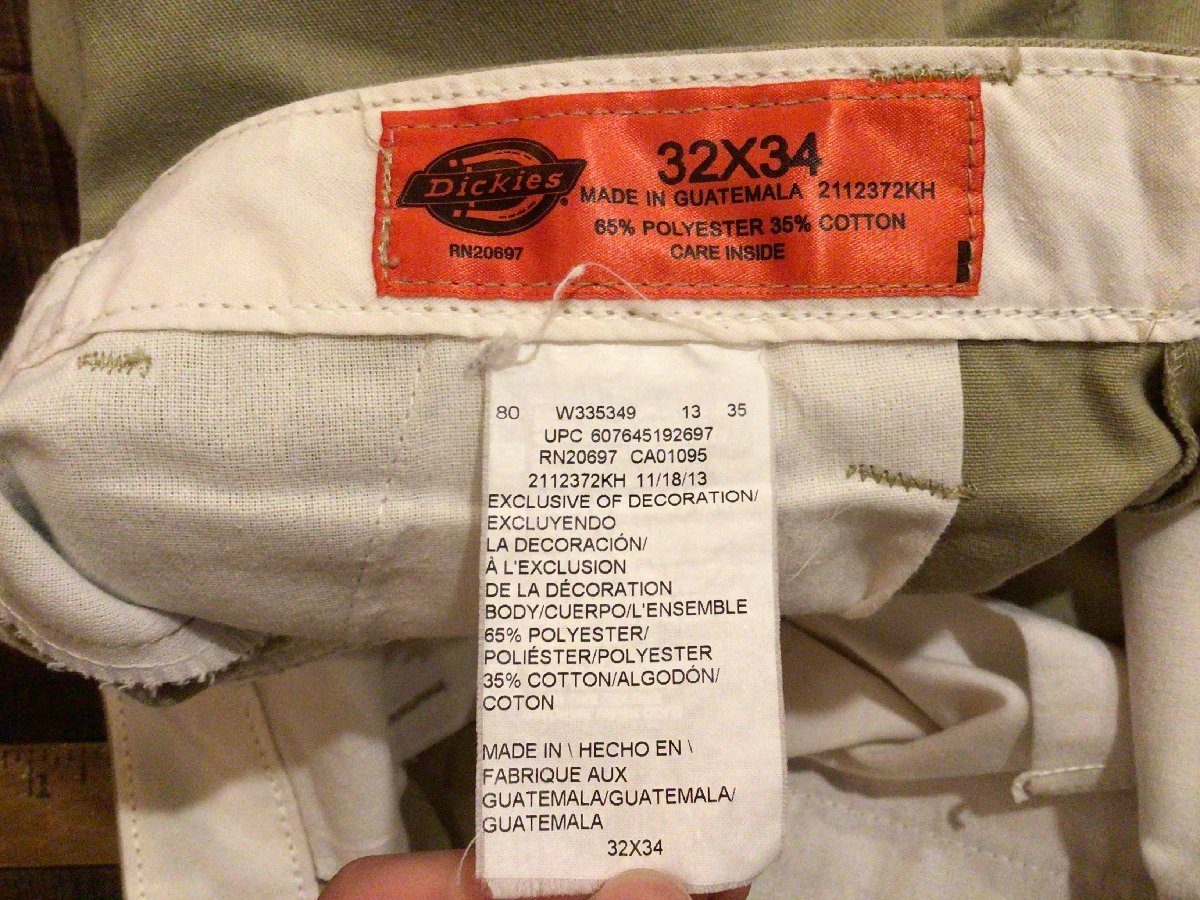 Dickies
32X34
MADE IN GUATEMALA 2112372KH
65% POLYESTER 35% COTTON
RN20697
CARE INSIDE
80 W335349 13 35
UPC 607645192697
RN20697 CA01095
2112372KH 11/18/13
EXCLUSIVE OF DECORATION/
EXCLUYENDO
LA DECORACIÓN/
À L'EXCLUSION
DE LA DÉCORATION
BODY/CUERPO/L'ENSEMBLE
65% POLYESTER/
POLIÉSTER/POLYESTER
35% COTTON/ALGODÓN/
COTON
MADE IN \ HECHO EN \
FABRIQUE AUX
GUATEMALA/GUATEMALA/
GUATEMALA
32X34